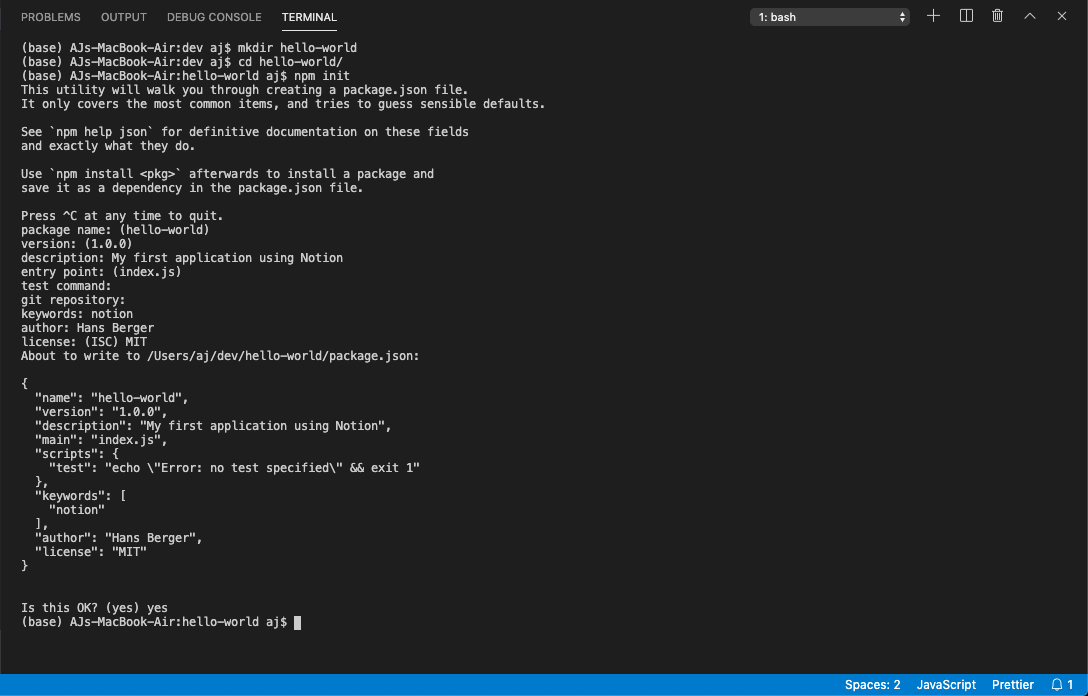 PROBLEMS OUTPUT DEBUG CONSOLE TERMINAL 1: bash
(base) AJs-MacBook-Air:dev aj$ mkdir hello-world
(base) AJs-MacBook-Air:dev aj$ cd hello-world/
(base) AJs-MacBook-Air:hello-world aj$ npm init
This utility will walk you through creating a package.json file.
It only covers the most common items, and tries to guess sensible defaults.

See `npm help json` for definitive documentation on these fields
and exactly what they do.

Use `npm install <pkg>` afterwards to install a package and
save it as a dependency in the package.json file.

Press ^C at any time to quit.
package name: (hello-world)
version: (1.0.0)
description: My first application using Notion
entry point: (index.js)
test command:
git repository:
keywords: notion
author: Hans Berger
license: (ISC) MIT
About to write to /Users/aj/dev/hello-world/package.json:

{
  "name": "hello-world",
  "version": "1.0.0",
  "description": "My first application using Notion",
  "main": "index.js",
  "scripts": {
    "test": "echo \"Error: no test specified\" && exit 1"
  },
  "keywords": [
    "notion"
  ],
  "author": "Hans Berger",
  "license": "MIT"
}

Is this OK? (yes) yes
(base) AJs-MacBook-Air:hello-world aj$
Spaces: 2 JavaScript Prettier 1